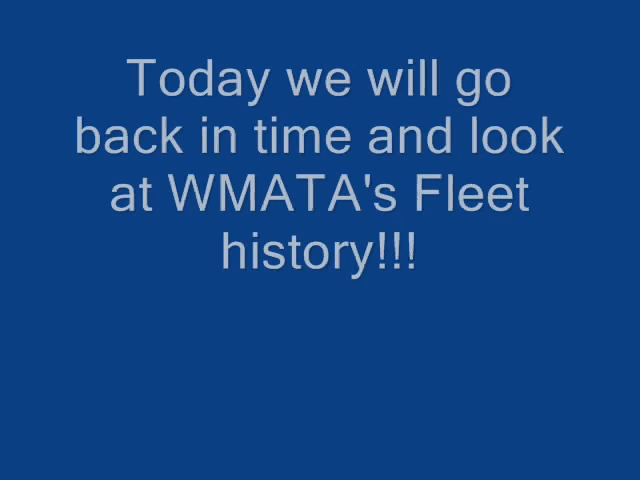 Today we will go
back in time and look
at WMATA's Fleet
history!!!